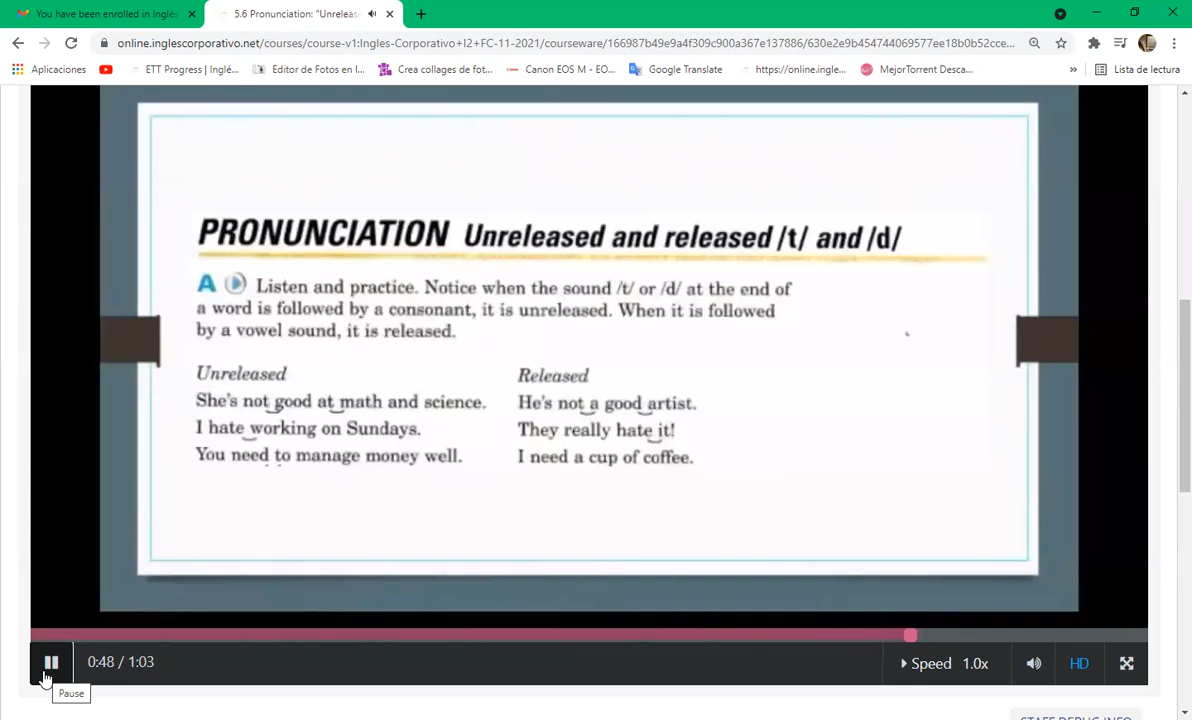 You have been enrolled in Inglés
5.6 Pronunciation: "Unreleas
online.inglescorporativo.net/courses/course-v1:Ingles-Corporativo+I2+FC-11-2021/courseware/166987b49e9a4f309c900a367e137886/630e2e9b454744069577ee18b0b52cce...
Aplicaciones ETT Progress | Inglé... Editor de Fotos en l... Crea collages de fot... Canon EOS M - EO... Google Translate https://online.ingle... MejorTorrent Desca... » Lista de lectura
PRONUNCIATION Unreleased and released /t/ and /d/
A Listen and practice. Notice when the sound /t/ or /d/ at the end of
a word is followed by a consonant, it is unreleased. When it is followed
by a vowel sound, it is released.
Unreleased Released
She's not good at math and science. He's not a good artist.
I hate working on Sundays. They really hate it!
You need to manage money well. I need a cup of coffee.
0:48 / 1:03 Speed 1.0x HD
Pause
STAFF DEBUG INFO